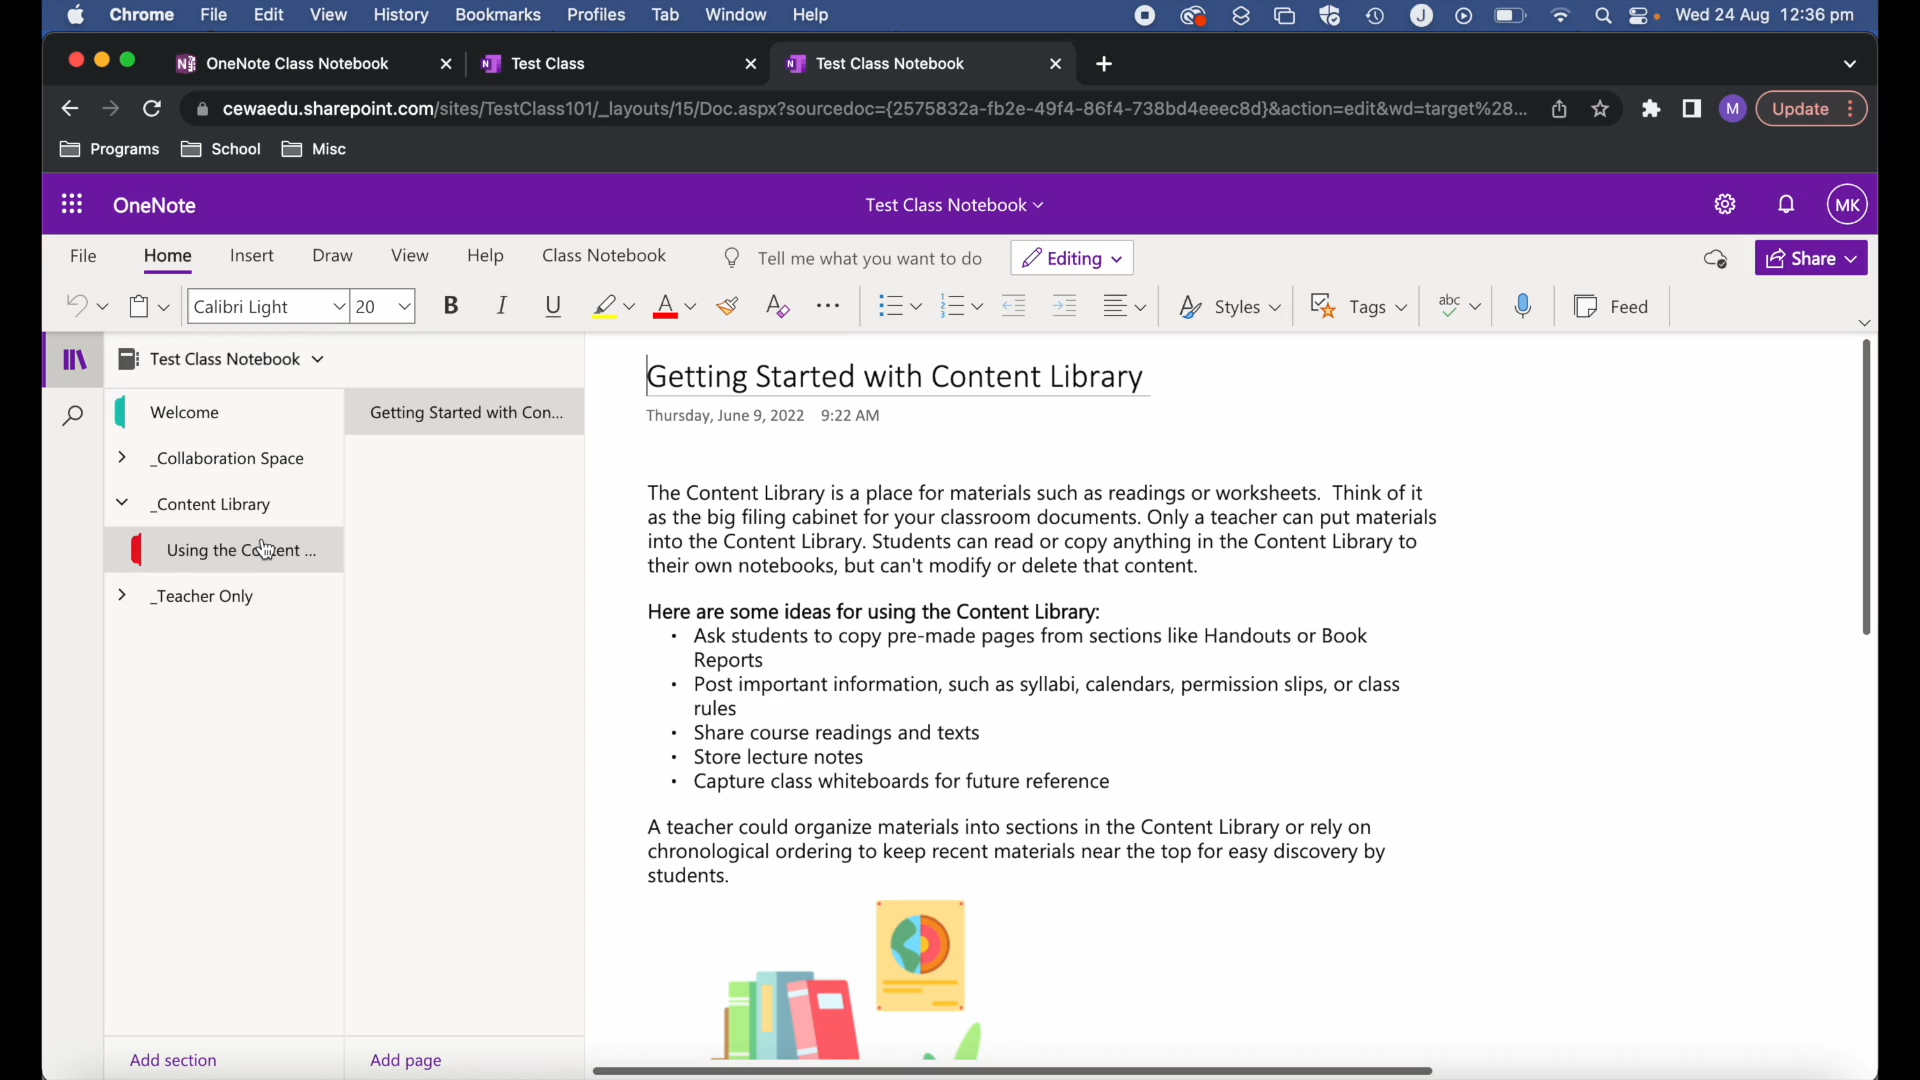 Chrome File Edit View History Bookmarks Profiles Tab Window Help J Wed 24 Aug 12:36 pm
OneNote Class Notebook Test Class Test Class Notebook
cewaedu.sharepoint.com/sites/TestClass101/_layouts/15/Doc.aspx?sourcedoc={2575832a-fb2e-49f4-86f4-738bd4eeec8d}&action=edit&wd=target%28... M Update
Programs School Misc
OneNote Test Class Notebook MK
File Home Insert Draw View Help Class Notebook Tell me what you want to do Editing Share
Calibri Light 20 B I U A A Styles Tags abc Feed
Test Class Notebook
Welcome
_Collaboration Space
_Content Library
Using the Content ...
_Teacher Only
Add section
Getting Started with Con...
Add page
Getting Started with Content Library
Thursday, June 9, 2022 9:22 AM
The Content Library is a place for materials such as readings or worksheets. Think of it
as the big filing cabinet for your classroom documents. Only a teacher can put materials
into the Content Library. Students can read or copy anything in the Content Library to
their own notebooks, but can't modify or delete that content.
Here are some ideas for using the Content Library:
• Ask students to copy pre-made pages from sections like Handouts or Book
Reports
• Post important information, such as syllabi, calendars, permission slips, or class
rules
• Share course readings and texts
• Store lecture notes
• Capture class whiteboards for future reference
A teacher could organize materials into sections in the Content Library or rely on
chronological ordering to keep recent materials near the top for easy discovery by
students.